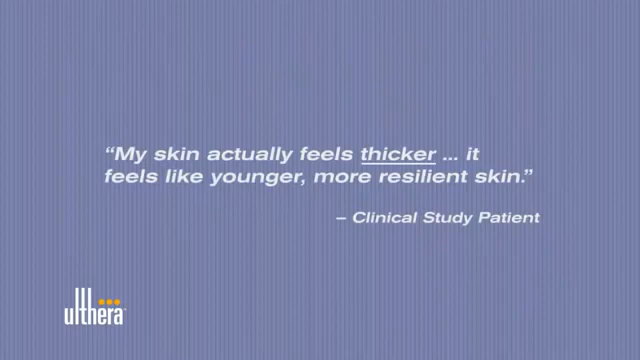 “My skin actually feels thicker ... it
feels like younger, more resilient skin.”
– Clinical Study Patient
ulthera